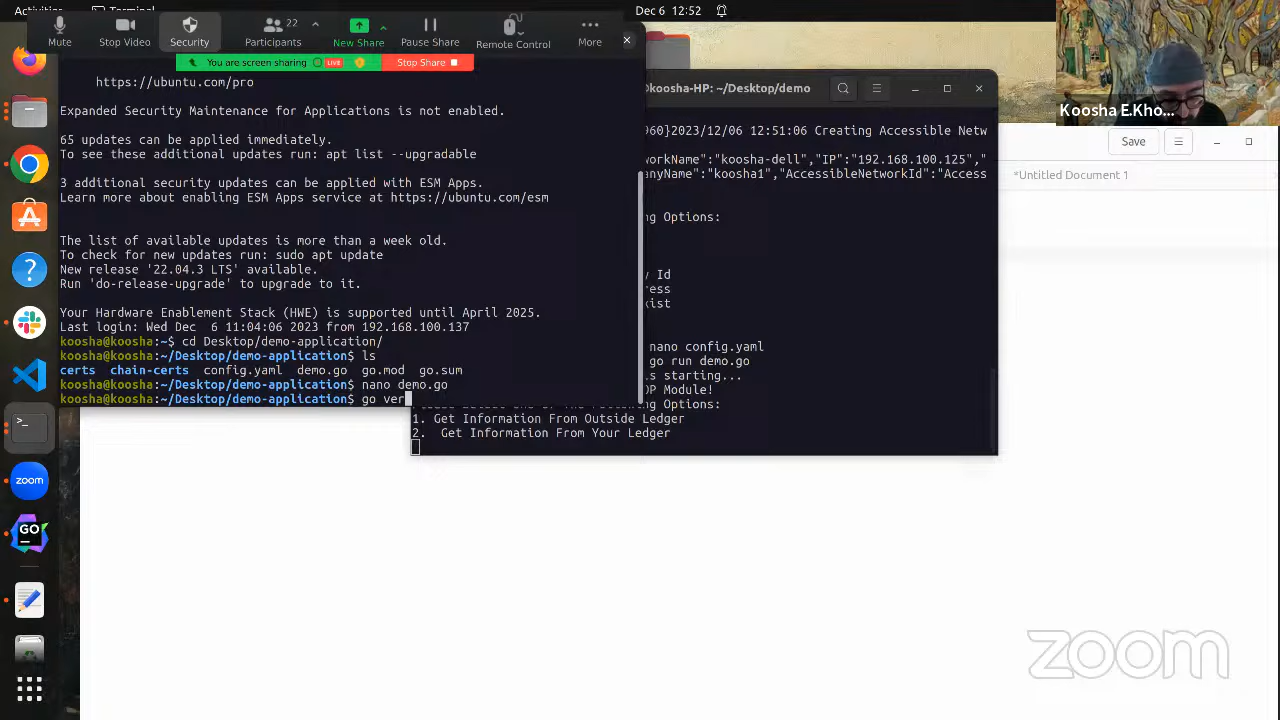 Activities
Terminal
Dec 6 12:52
Mute
Stop Video
Security
Participants
22
New Share
Pause Share
Remote Control
More
You are screen sharing
LIVE
Stop Share
Koosha E.Kho...
https://ubuntu.com/pro
Expanded Security Maintenance for Applications is not enabled.
65 updates can be applied immediately.
To see these additional updates run: apt list --upgradable
3 additional security updates can be applied with ESM Apps.
Learn more about enabling ESM Apps service at https://ubuntu.com/esm
The list of available updates is more than a week old.
To check for new updates run: sudo apt update
New release '22.04.3 LTS' available.
Run 'do-release-upgrade' to upgrade to it.
Your Hardware Enablement Stack (HWE) is supported until April 2025.
Last login: Wed Dec  6 11:04:06 2023 from 192.168.100.137
koosha@koosha:~$ cd Desktop/demo-application/
koosha@koosha:~/Desktop/demo-application$ ls
certs  chain-certs  config.yaml  demo.go  go.mod  go.sum
koosha@koosha:~/Desktop/demo-application$ nano demo.go
koosha@koosha:~/Desktop/demo-application$ go ver
@koosha-HP: ~/Desktop/demo
960}2023/12/06 12:51:06 Creating Accessible Netw
workName":"koosha-dell","IP":"192.168.100.125","
anyName":"koosha1","AccessibleNetworkId":"Access
ng Options:
y Id
ress
xist
nano config.yaml
go run demo.go
is starting...
OP Module!
ng Options:
1. Get Information From Outside Ledger
2.  Get Information From Your Ledger
Save
*Untitled Document 1
zoom
GO
zoom